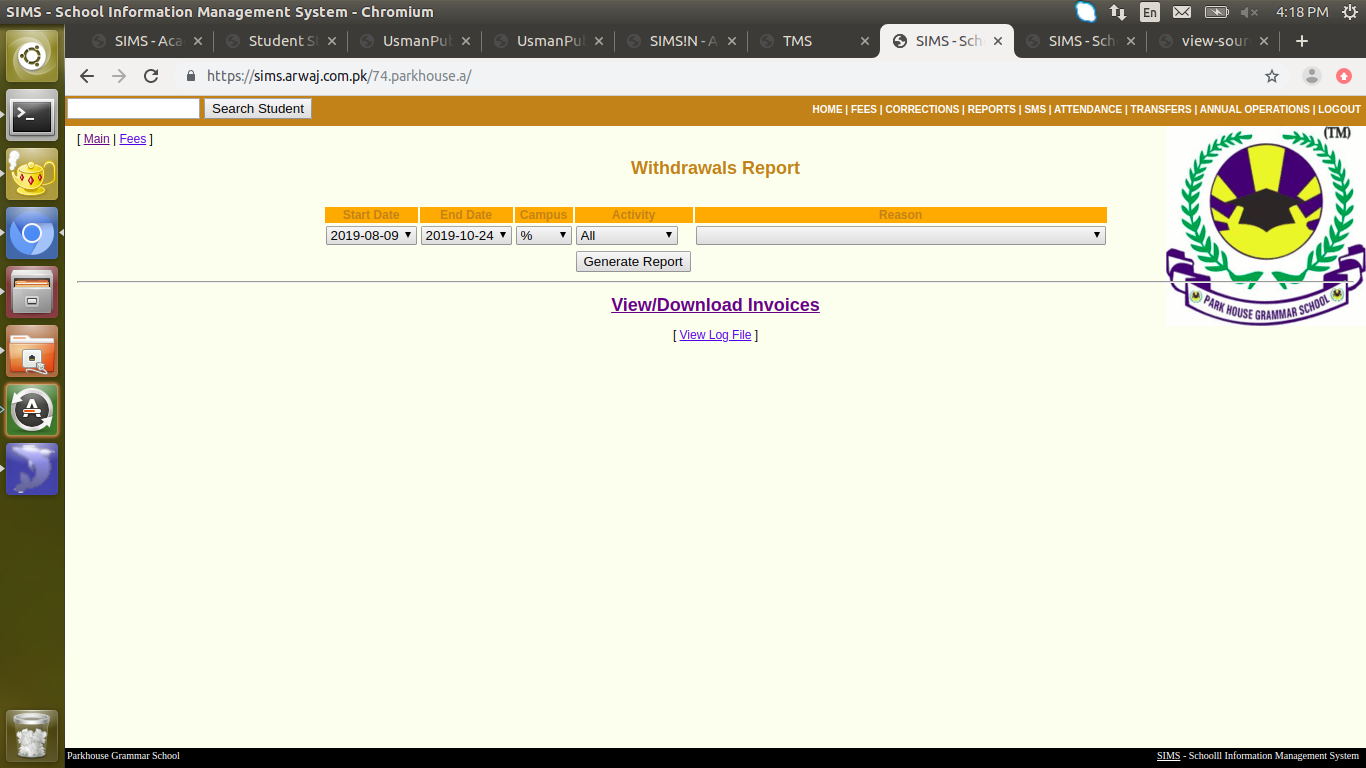 SIMS - School Information Management System - Chromium
En
4:18 PM
SIMS - Aca
Student S
UsmanPub
UsmanPub
SIMS!N - A
TMS
SIMS - Sch
SIMS - Sch
view-sour
https://sims.arwaj.com.pk/74.parkhouse.a/
Search Student
HOME | FEES | CORRECTIONS | REPORTS | SMS | ATTENDANCE | TRANSFERS | ANNUAL OPERATIONS | LOGOUT
[ Main | Fees ]
(TM)
Withdrawals Report
Start Date End Date Campus Activity Reason
2019-08-09 2019-10-24 % All
Generate Report
View/Download Invoices
PARK HOUSE GRAMMAR SCHOOL
[ View Log File ]
Parkhouse Grammar School
SIMS - Schoolll Information Management System